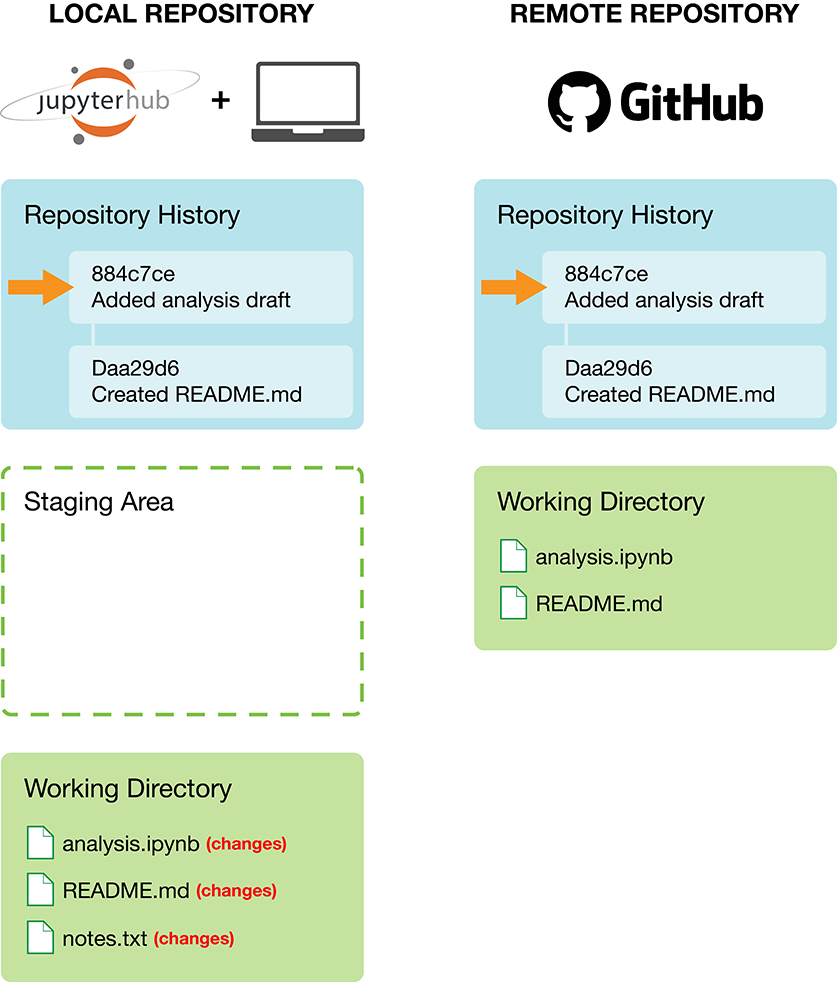 LOCAL REPOSITORY
jupyterhub
+
Repository History
884c7ce
Added analysis draft
Daa29d6
Created README.md
Staging Area
Working Directory
analysis.ipynb (changes)
README.md (changes)
notes.txt (changes)
REMOTE REPOSITORY
GitHub
Repository History
884c7ce
Added analysis draft
Daa29d6
Created README.md
Working Directory
analysis.ipynb
README.md